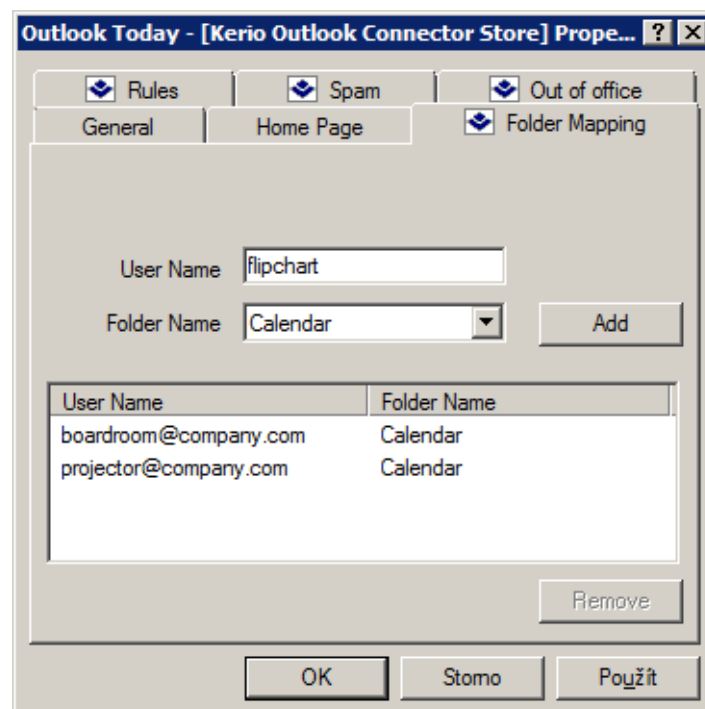 Outlook Today - [Kerio Outlook Connector Store] Prope...
Rules Spam Out of office
General Home Page Folder Mapping
User Name flipchart
Folder Name Calendar Add
User Name Folder Name
boardroom@company.com Calendar
projector@company.com Calendar
Remove
OK Storno Použít